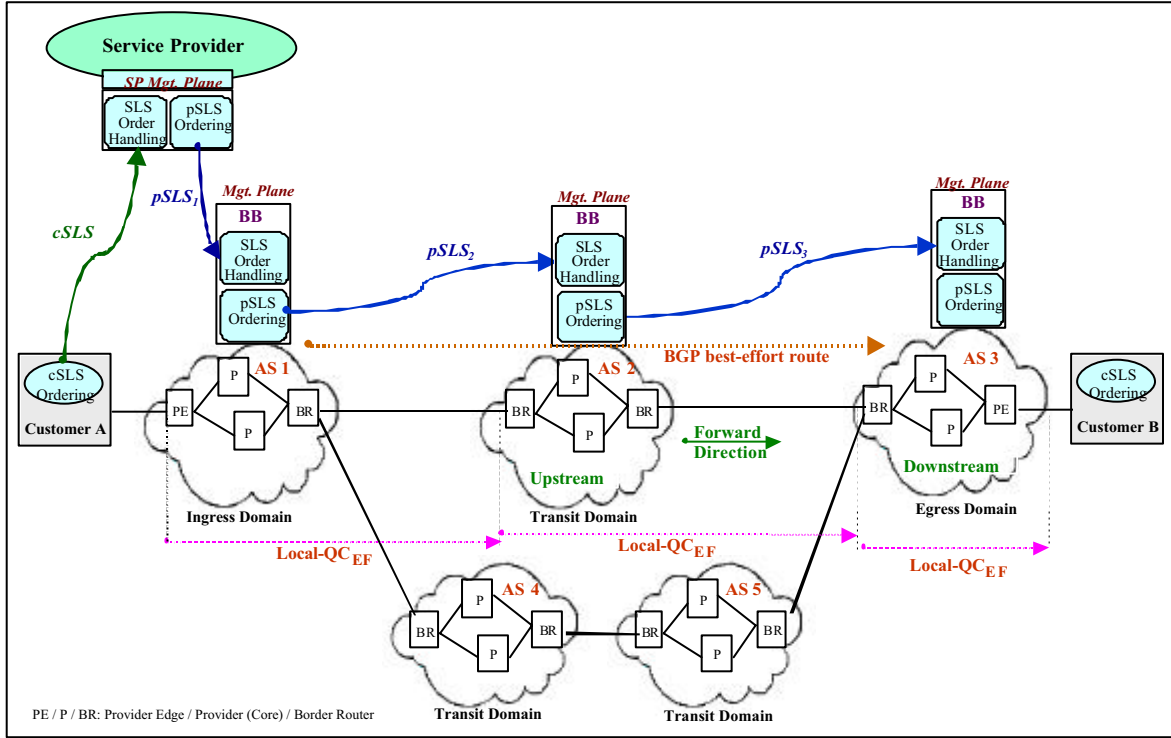 Service Provider
SP Mgt. Plane
SLS
Order
Handling
pSLS
Ordering
cSLS
pSLS1
Mgt. Plane
BB
SLS
Order
Handling
pSLS
Ordering
pSLS2
Mgt. Plane
BB
SLS
Order
Handling
pSLS
Ordering
pSLS3
Mgt. Plane
BB
SLS
Order
Handling
pSLS
Ordering
BGP best-effort route
cSLS
Ordering
Customer A
AS 1
PE
P
P
BR
Ingress Domain
AS 2
BR
P
P
BR
Upstream
Transit Domain
Forward
Direction
AS 3
BR
P
P
PE
Downstream
Egress Domain
cSLS
Ordering
Customer B
Local-QCEF
Local-QCEF
Local-QCEF
AS 4
BR
P
P
BR
Transit Domain
AS 5
BR
P
P
BR
Transit Domain
PE / P / BR: Provider Edge / Provider (Core) / Border Router